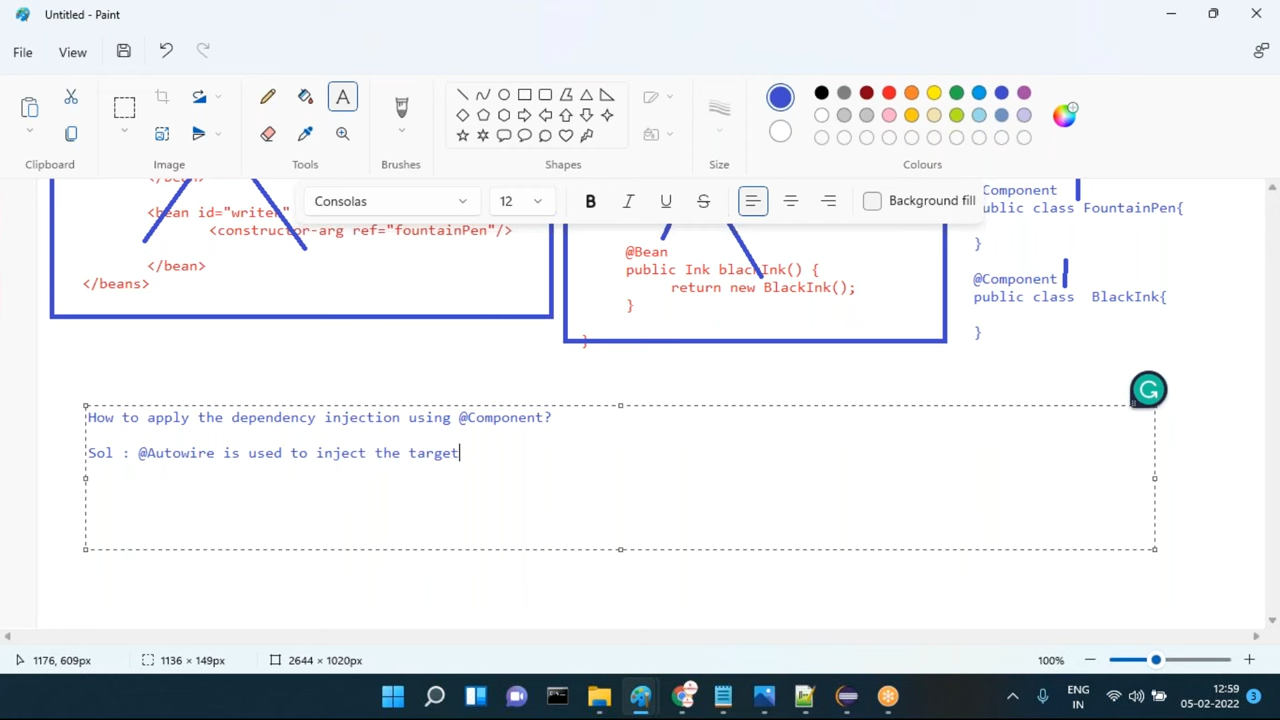 Untitled - Paint
File
View
Clipboard
Image
Tools
Brushes
Shapes
Size
Colours
Consolas
12
B
I
U
Background fill
</bean>
<bean id="writer"
<constructor-arg ref="fountainPen"/>
</bean>
</beans>
@Bean
public Ink blackInk() {
return new BlackInk();
}
}
Component
public class FountainPen{
}
@Component
public class BlackInk{
}
How to apply the dependency injection using @Component?
Sol : @Autowire is used to inject the target
1176, 609px
1136 × 149px
2644 × 1020px
100%
ENG
IN
12:59
05-02-2022
3